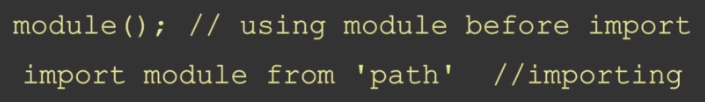 module(); // using module before import
import module from 'path'  //importing